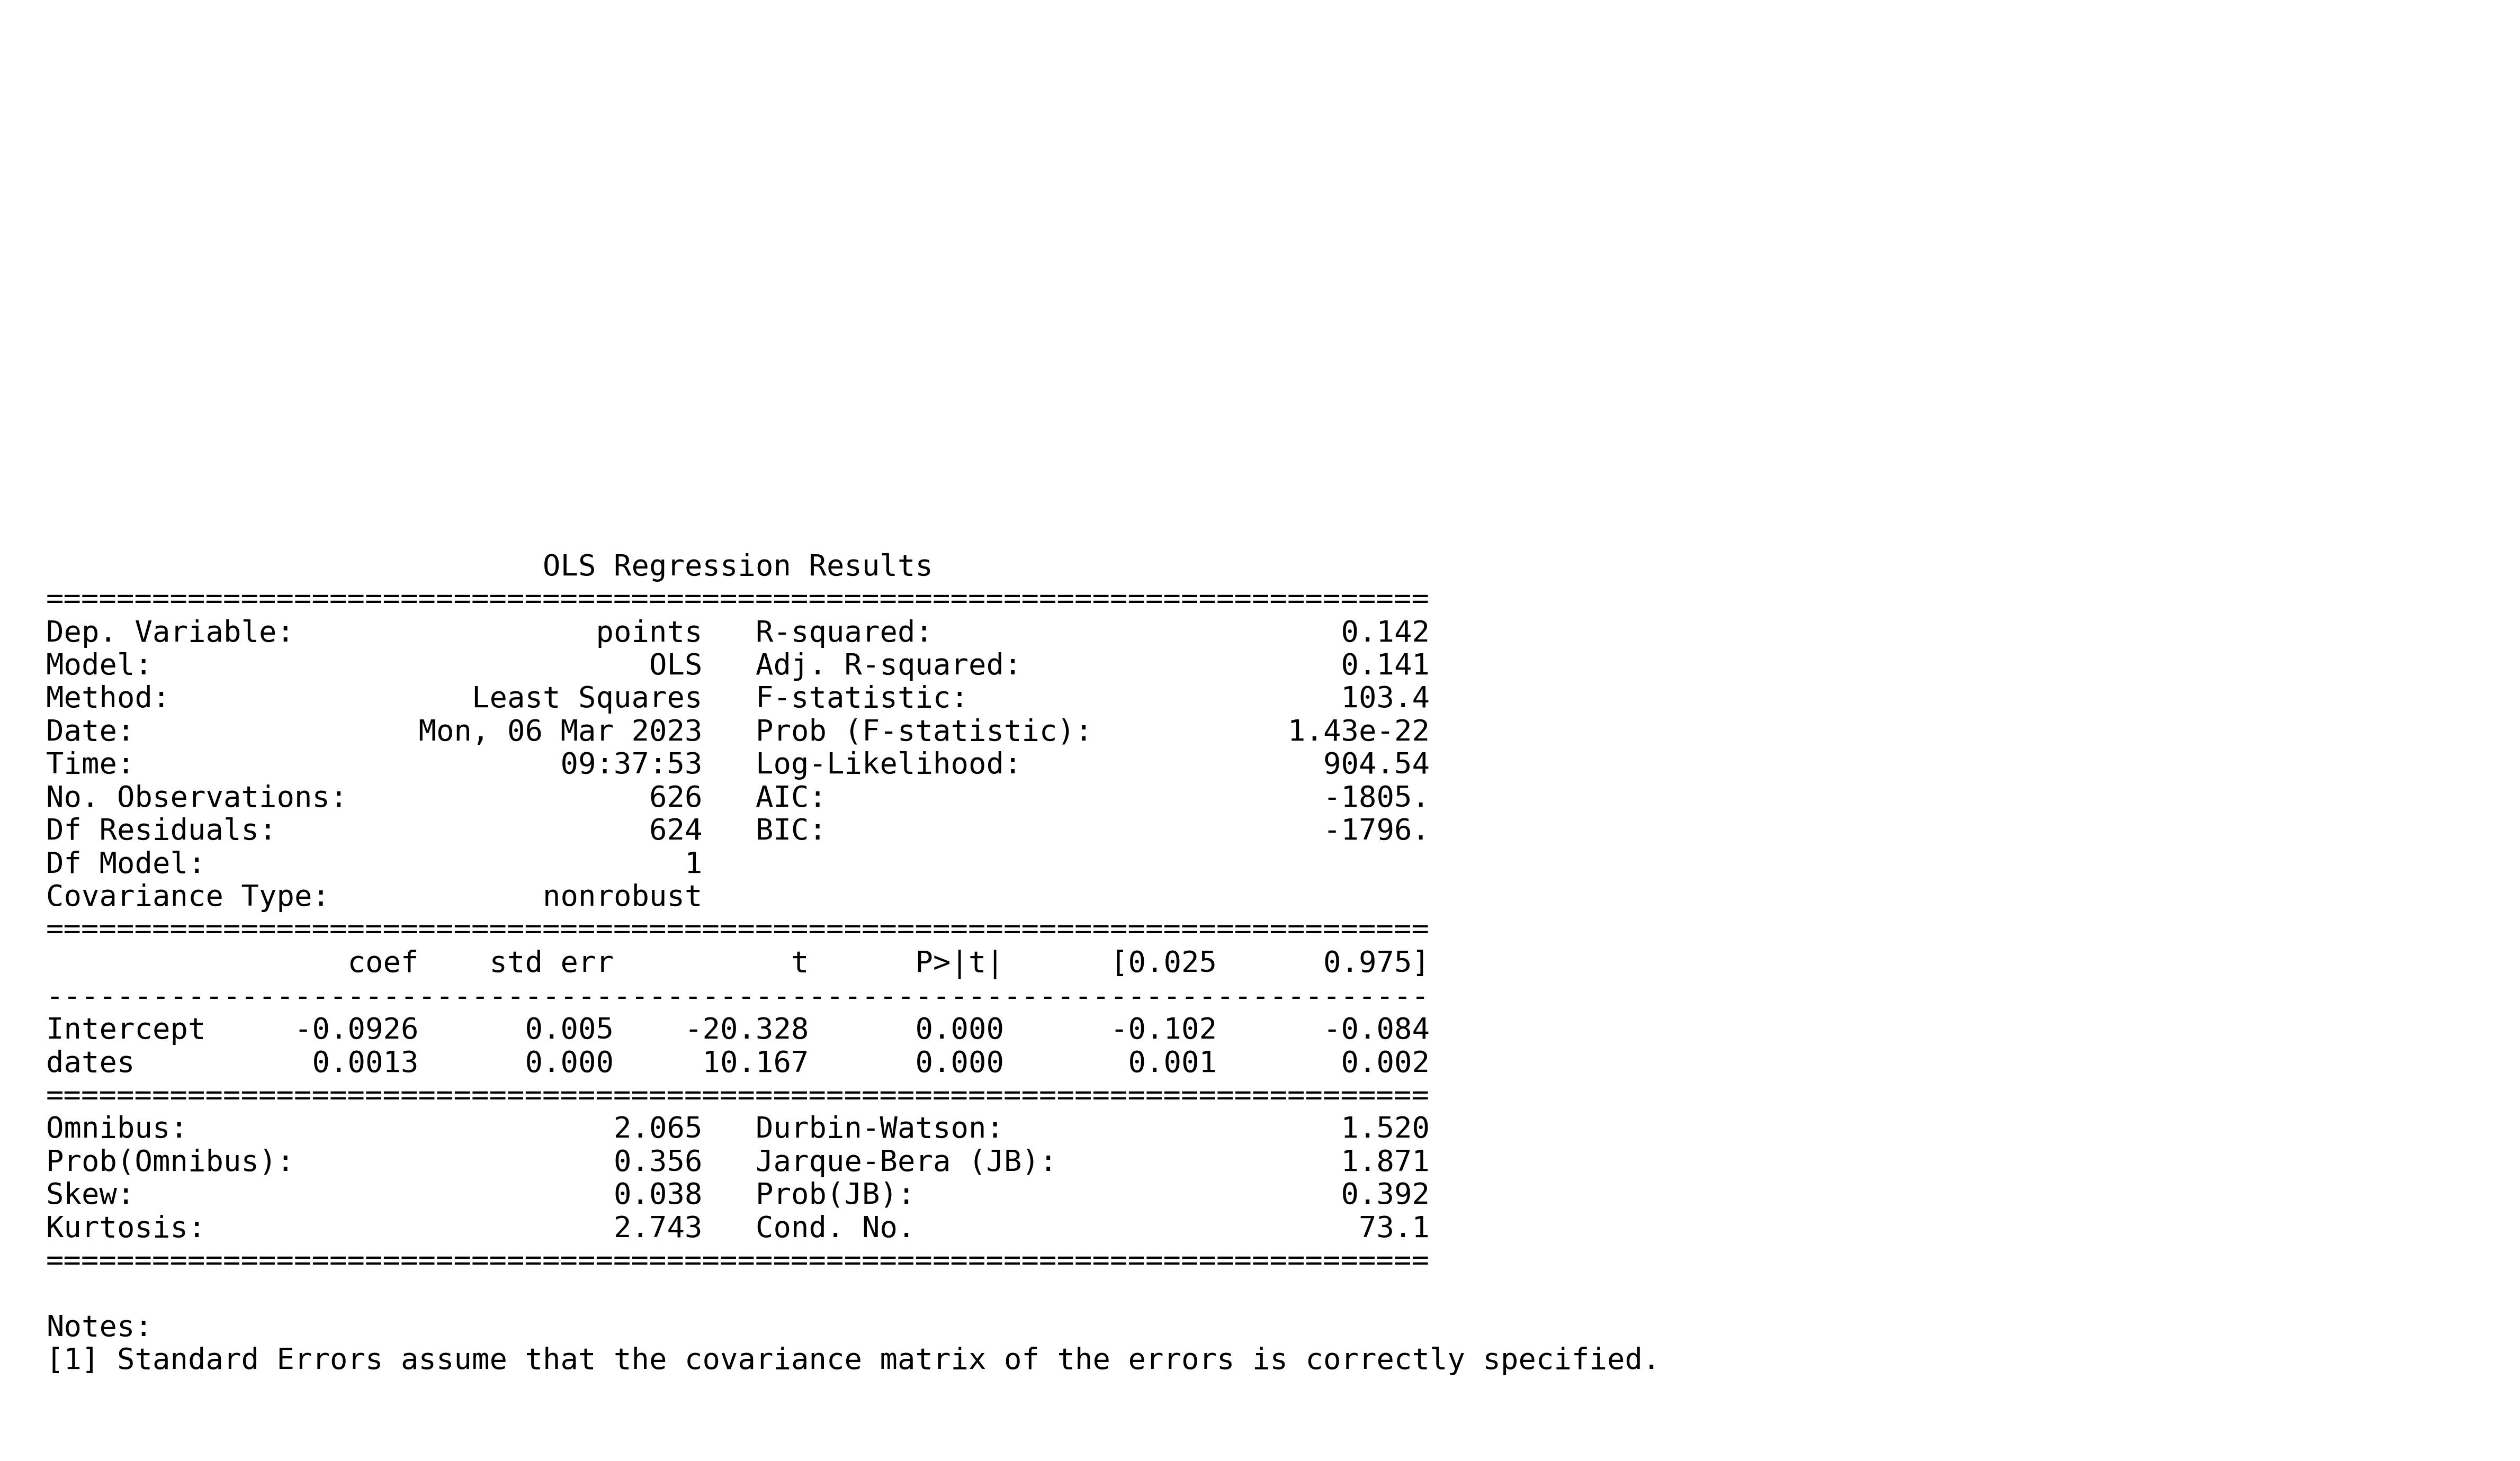 OLS Regression Results
==============================================================================
Dep. Variable:                 points   R-squared:                       0.142
Model:                            OLS   Adj. R-squared:                  0.141
Method:                 Least Squares   F-statistic:                     103.4
Date:                Mon, 06 Mar 2023   Prob (F-statistic):           1.43e-22
Time:                        09:37:53   Log-Likelihood:                 904.54
No. Observations:                 626   AIC:                            -1805.
Df Residuals:                     624   BIC:                            -1796.
Df Model:                           1
Covariance Type:            nonrobust
==============================================================================
                 coef    std err          t      P>|t|      [0.025      0.975]
------------------------------------------------------------------------------
Intercept     -0.0926      0.005    -20.328      0.000      -0.102      -0.084
dates          0.0013      0.000     10.167      0.000       0.001       0.002
==============================================================================
Omnibus:                        2.065   Durbin-Watson:                   1.520
Prob(Omnibus):                  0.356   Jarque-Bera (JB):                1.871
Skew:                           0.038   Prob(JB):                        0.392
Kurtosis:                       2.743   Cond. No.                         73.1
==============================================================================
Notes:
[1] Standard Errors assume that the covariance matrix of the errors is correctly specified.